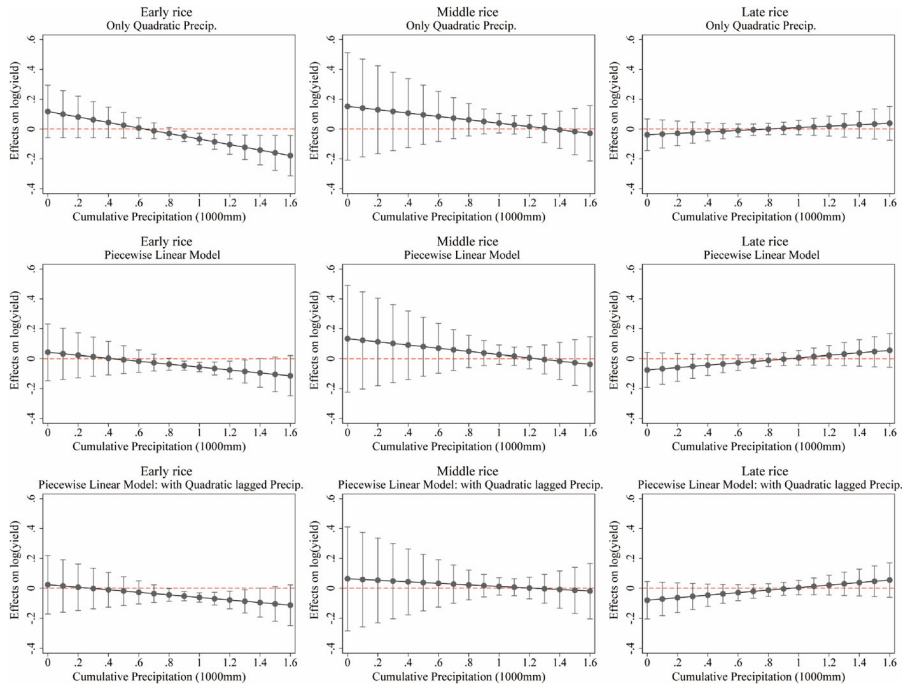 Early rice
Only Quadratic Precip.
Effects on log(yield)
.6
.4
.2
0
-.2
-.4
0 .2 .4 .6 .8 1 1.2 1.4 1.6
Cumulative Precipitation (1000mm)
Middle rice
Only Quadratic Precip.
Effects on log(yield)
.6
.4
.2
0
-.2
-.4
0 .2 .4 .6 .8 1 1.2 1.4 1.6
Cumulative Precipitation (1000mm)
Late rice
Only Quadratic Precip.
Effects on log(yield)
.6
.4
.2
0
-.2
-.4
0 .2 .4 .6 .8 1 1.2 1.4 1.6
Cumulative Precipitation (1000mm)
Early rice
Piecewise Linear Model
Effects on log(yield)
.6
.4
.2
0
-.2
-.4
0 .2 .4 .6 .8 1 1.2 1.4 1.6
Cumulative Precipitation (1000mm)
Middle rice
Piecewise Linear Model
Effects on log(yield)
.6
.4
.2
0
-.2
-.4
0 .2 .4 .6 .8 1 1.2 1.4 1.6
Cumulative Precipitation (1000mm)
Late rice
Piecewise Linear Model
Effects on log(yield)
.6
.4
.2
0
-.2
-.4
0 .2 .4 .6 .8 1 1.2 1.4 1.6
Cumulative Precipitation (1000mm)
Early rice
Piecewise Linear Model: with Quadratic lagged Precip.
Effects on log(yield)
.6
.4
.2
0
-.2
-.4
0 .2 .4 .6 .8 1 1.2 1.4 1.6
Cumulative Precipitation (1000mm)
Middle rice
Piecewise Linear Model: with Quadratic lagged Precip.
Effects on log(yield)
.6
.4
.2
0
-.2
-.4
0 .2 .4 .6 .8 1 1.2 1.4 1.6
Cumulative Precipitation (1000mm)
Late rice
Piecewise Linear Model: with Quadratic lagged Precip.
Effects on log(yield)
.6
.4
.2
0
-.2
-.4
0 .2 .4 .6 .8 1 1.2 1.4 1.6
Cumulative Precipitation (1000mm)